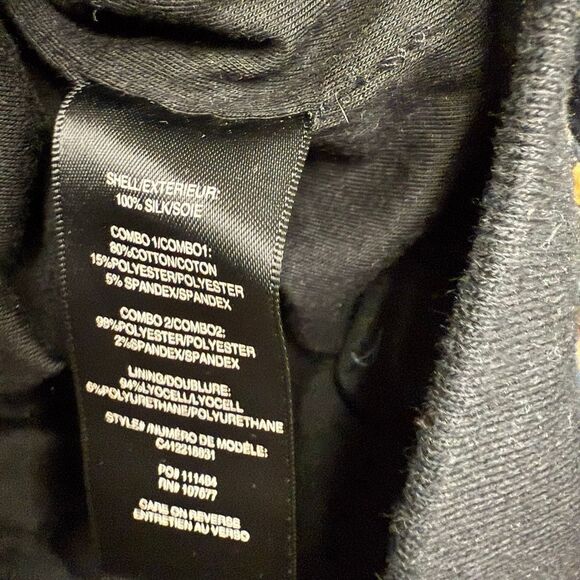 SHELL/EXTERIEUR:
100% SILK/SOIE
COMBO 1/COMBO1:
80%COTTON/COTON
15%POLYESTER/POLYESTER
5% SPANDEX/SPANDEX
COMBO 2/COMBO2:
98%POLYESTER/POLYESTER
2%SPANDEX/SPANDEX
LINING/DOUBLURE:
94%LYOCELL/LYOCELL
6%POLYURETHANE/POLYURETHANE
STYLE# /NUMÉRO DE MODÈLE:
C412218831
PO# 111484
RN# 107677
CARE ON REVERSE
ENTRETIEN AU VERSO